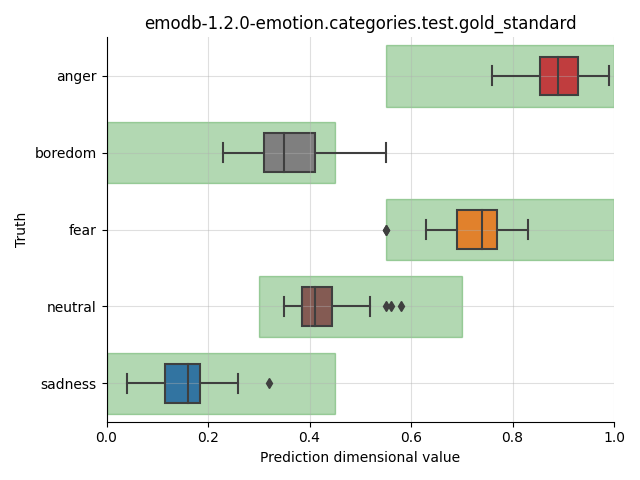 emodb-1.2.0-emotion.categories.test.gold_standard
Truth
anger
boredom
fear
neutral
sadness
0.0 0.2 0.4 0.6 0.8 1.0
Prediction dimensional value